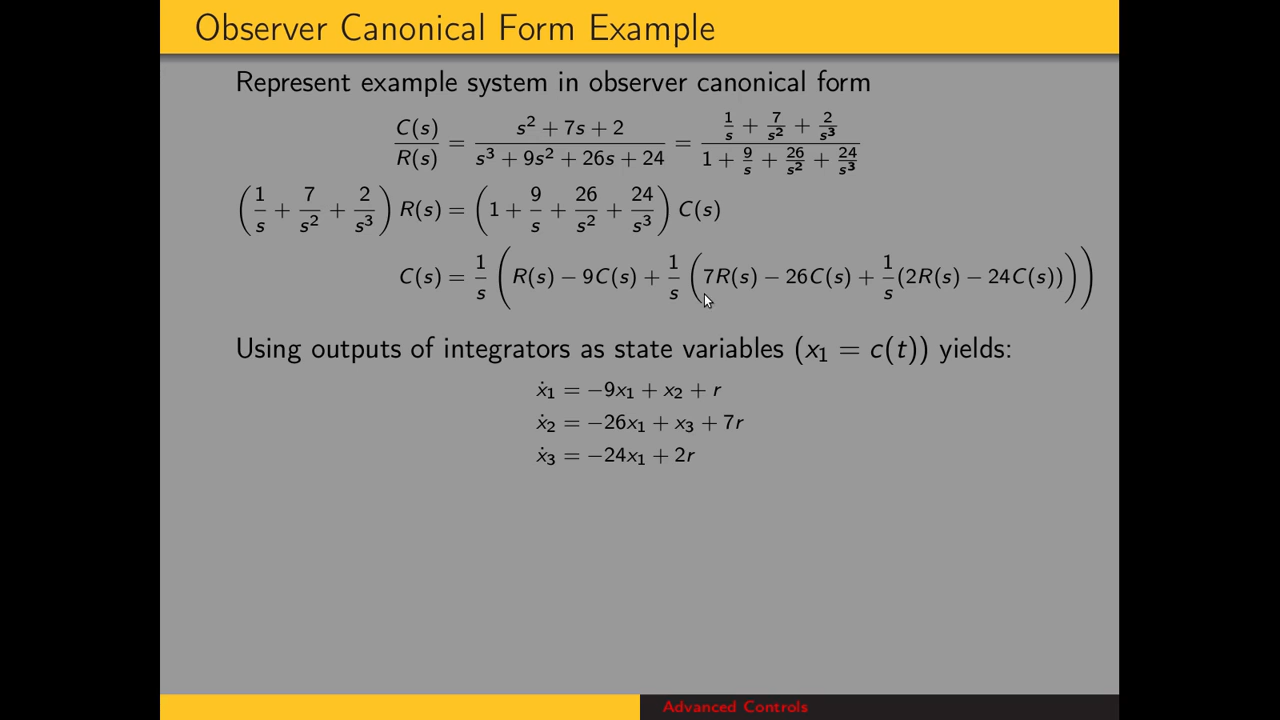 Observer Canonical Form Example
Represent example system in observer canonical form
C(s)/R(s) = (s² + 7s + 2)/(s³ + 9s² + 26s + 24) = (1/s + 7/s² + 2/s³)/(1 + 9/s + 26/s² + 24/s³)
(1/s + 7/s² + 2/s³) R(s) = (1 + 9/s + 26/s² + 24/s³) C(s)
C(s) = 1/s (R(s) − 9C(s) + 1/s (7R(s) − 26C(s) + 1/s (2R(s) − 24C(s))))
Using outputs of integrators as state variables (x₁ = c(t)) yields:
ẋ₁ = −9x₁ + x₂ + r
ẋ₂ = −26x₁ + x₃ + 7r
ẋ₃ = −24x₁ + 2r
Advanced Controls